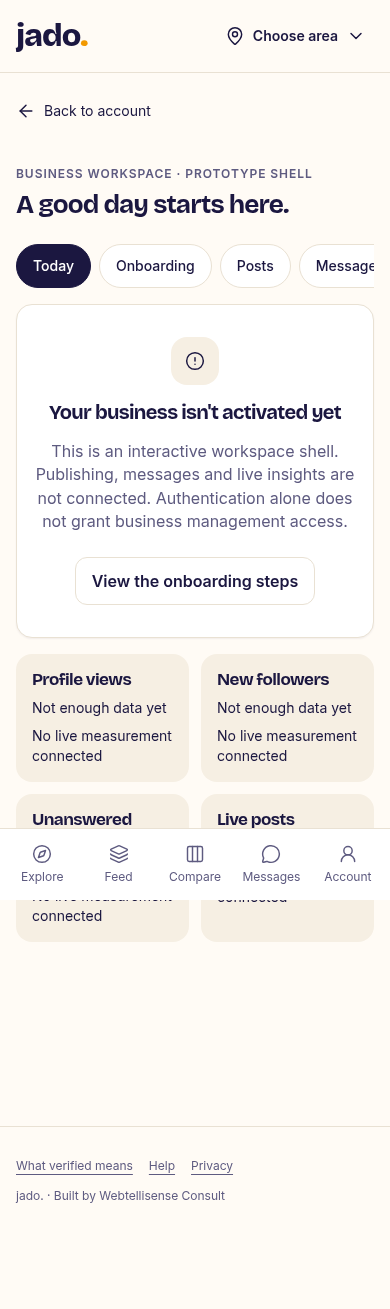 jado.
Choose area
Back to account
BUSINESS WORKSPACE · PROTOTYPE SHELL
A good day starts here.
Today
Onboarding
Posts
Message
Your business isn't activated yet
This is an interactive workspace shell.
Publishing, messages and live insights are
not connected. Authentication alone does
not grant business management access.
View the onboarding steps
Profile views
Not enough data yet
No live measurement
connected
New followers
Not enough data yet
No live measurement
connected
Unanswered
Live posts
Explore
Feed
Compare
Messages
Account
No live measurement
connected
connected
What verified means
Help
Privacy
jado. · Built by Webtellisense Consult